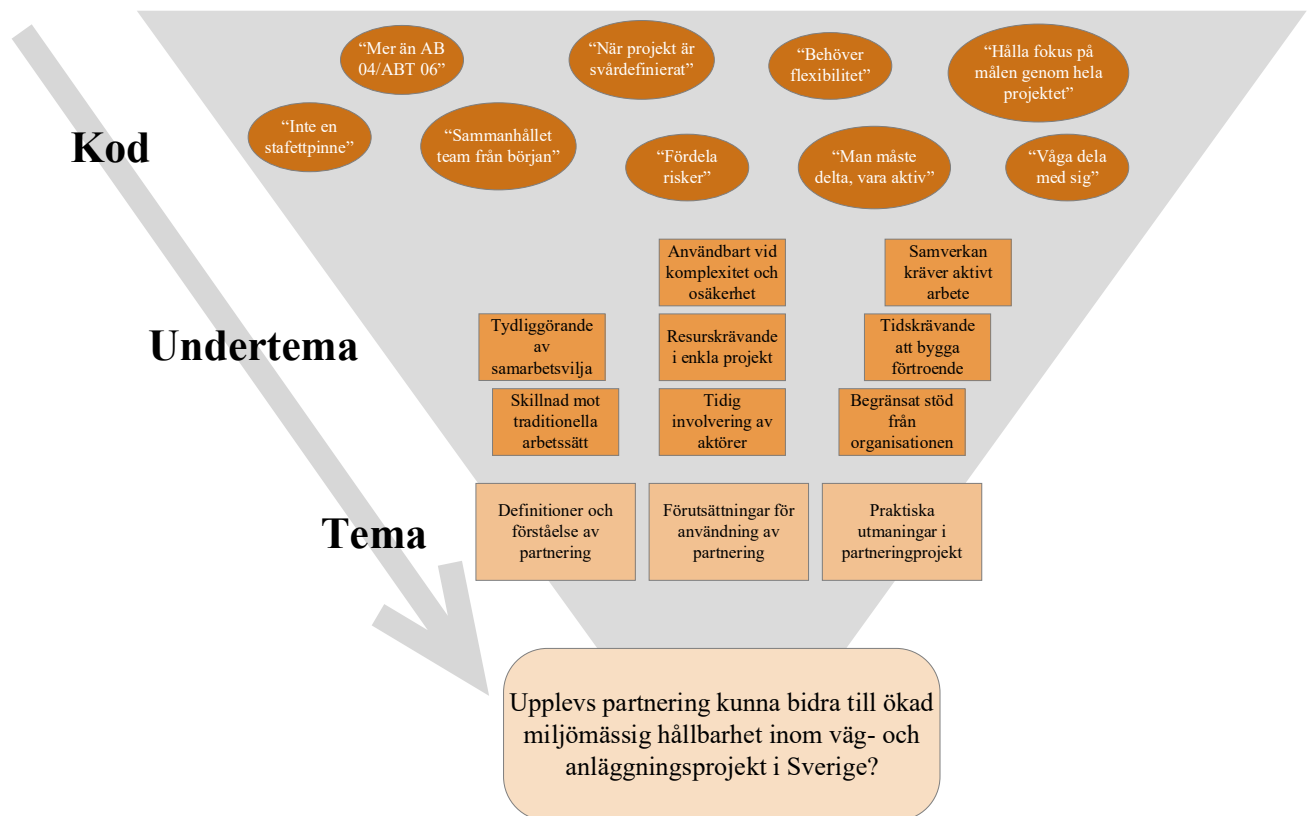 “Mer än AB
04/ABT 06”
“När projekt är
svårdefinierat”
“Behöver
flexibilitet”
“Hålla fokus på
målen genom hela
projektet”
Kod
“Inte en
stafettpinne”
“Sammanhållet
team från början”
“Fördela
risker”
“Man måste
delta, vara aktiv”
“Våga dela
med sig”
Användbart vid
komplexitet och
osäkerhet
Samverkan
kräver aktivt
arbete
Undertema
Tydliggörande
av
samarbetsvilja
Resurskrävande
i enkla projekt
Tidskrävande
att bygga
förtroende
Skillnad mot
traditionella
arbetssätt
Tidig
involvering av
aktörer
Begränsat stöd
från
organisationen
Tema
Definitioner och
förståelse av
partnering
Förutsättningar för
användning av
partnering
Praktiska
utmaningar i
partneringprojekt
Upplevs partnering kunna bidra till ökad
miljömässig hållbarhet inom väg- och
anläggningsprojekt i Sverige?